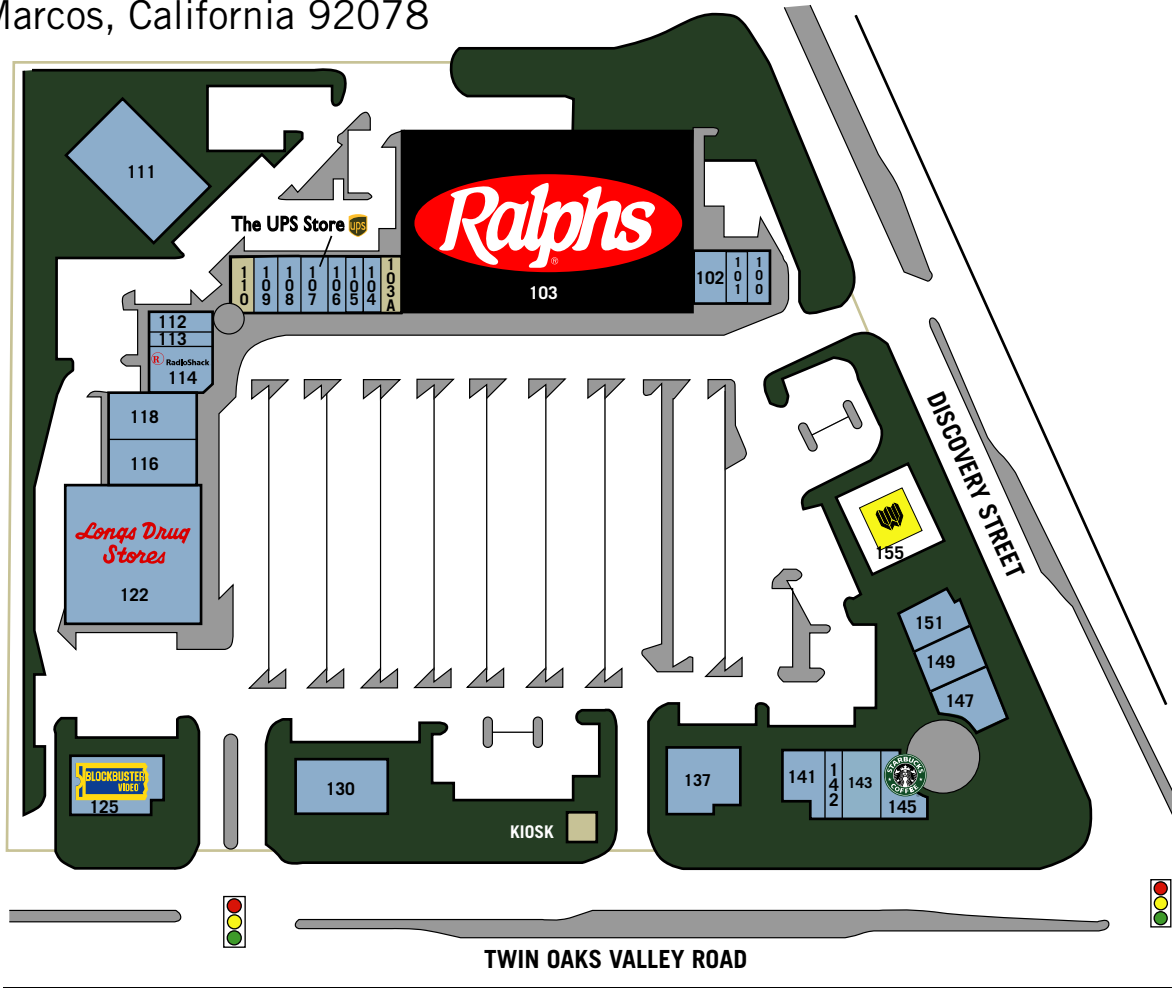 Marcos, California 92078
111
The UPS Store ups
Ralphs
®
103
110
109
108
107
106
105
104
103A
102
101
100
112
113
R RadioShack
114
118
116
Longs Drug
Stores
122
DISCOVERY STREET
155
151
149
147
BLOCKBUSTER
VIDEO
125
130
KIOSK
137
141
142
143
STARBUCKS
COFFEE
145
TWIN OAKS VALLEY ROAD